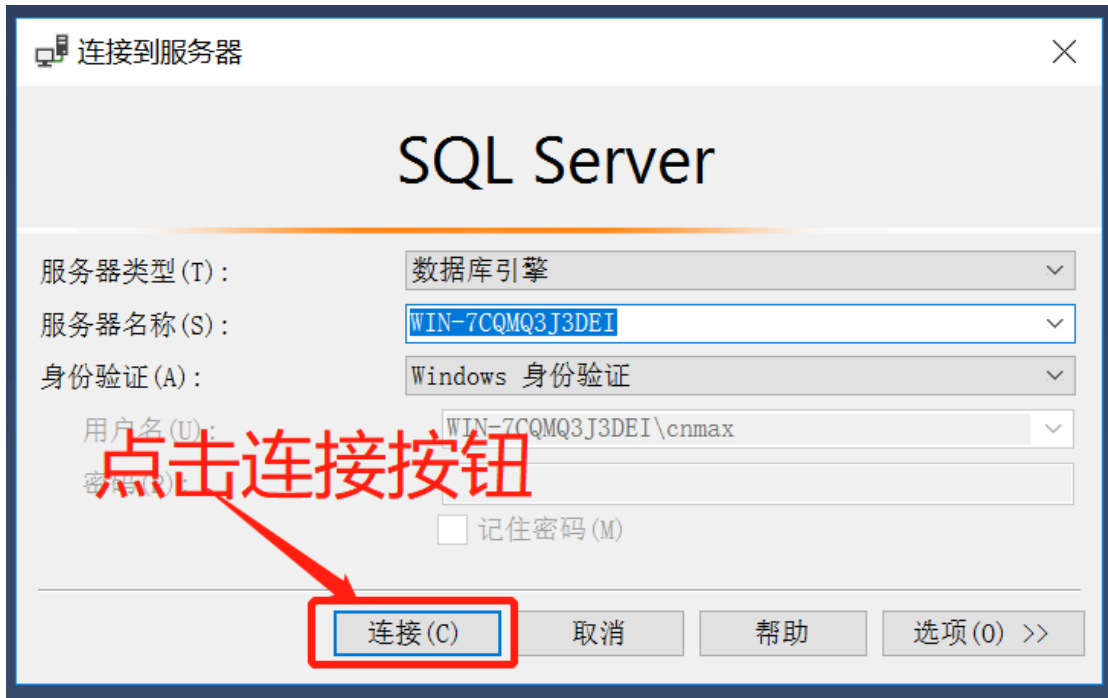 连接到服务器
SQL Server
服务器类型(T):
数据库引擎
服务器名称(S):
WIN-7CQMQ3J3DEI
身份验证(A):
Windows 身份验证
用户名(U):
WIN-7CQMQ3J3DEI\cnmax
点击连接按钮
密码(P):
记住密码(M)
连接(C)
取消
帮助
选项(O) >>